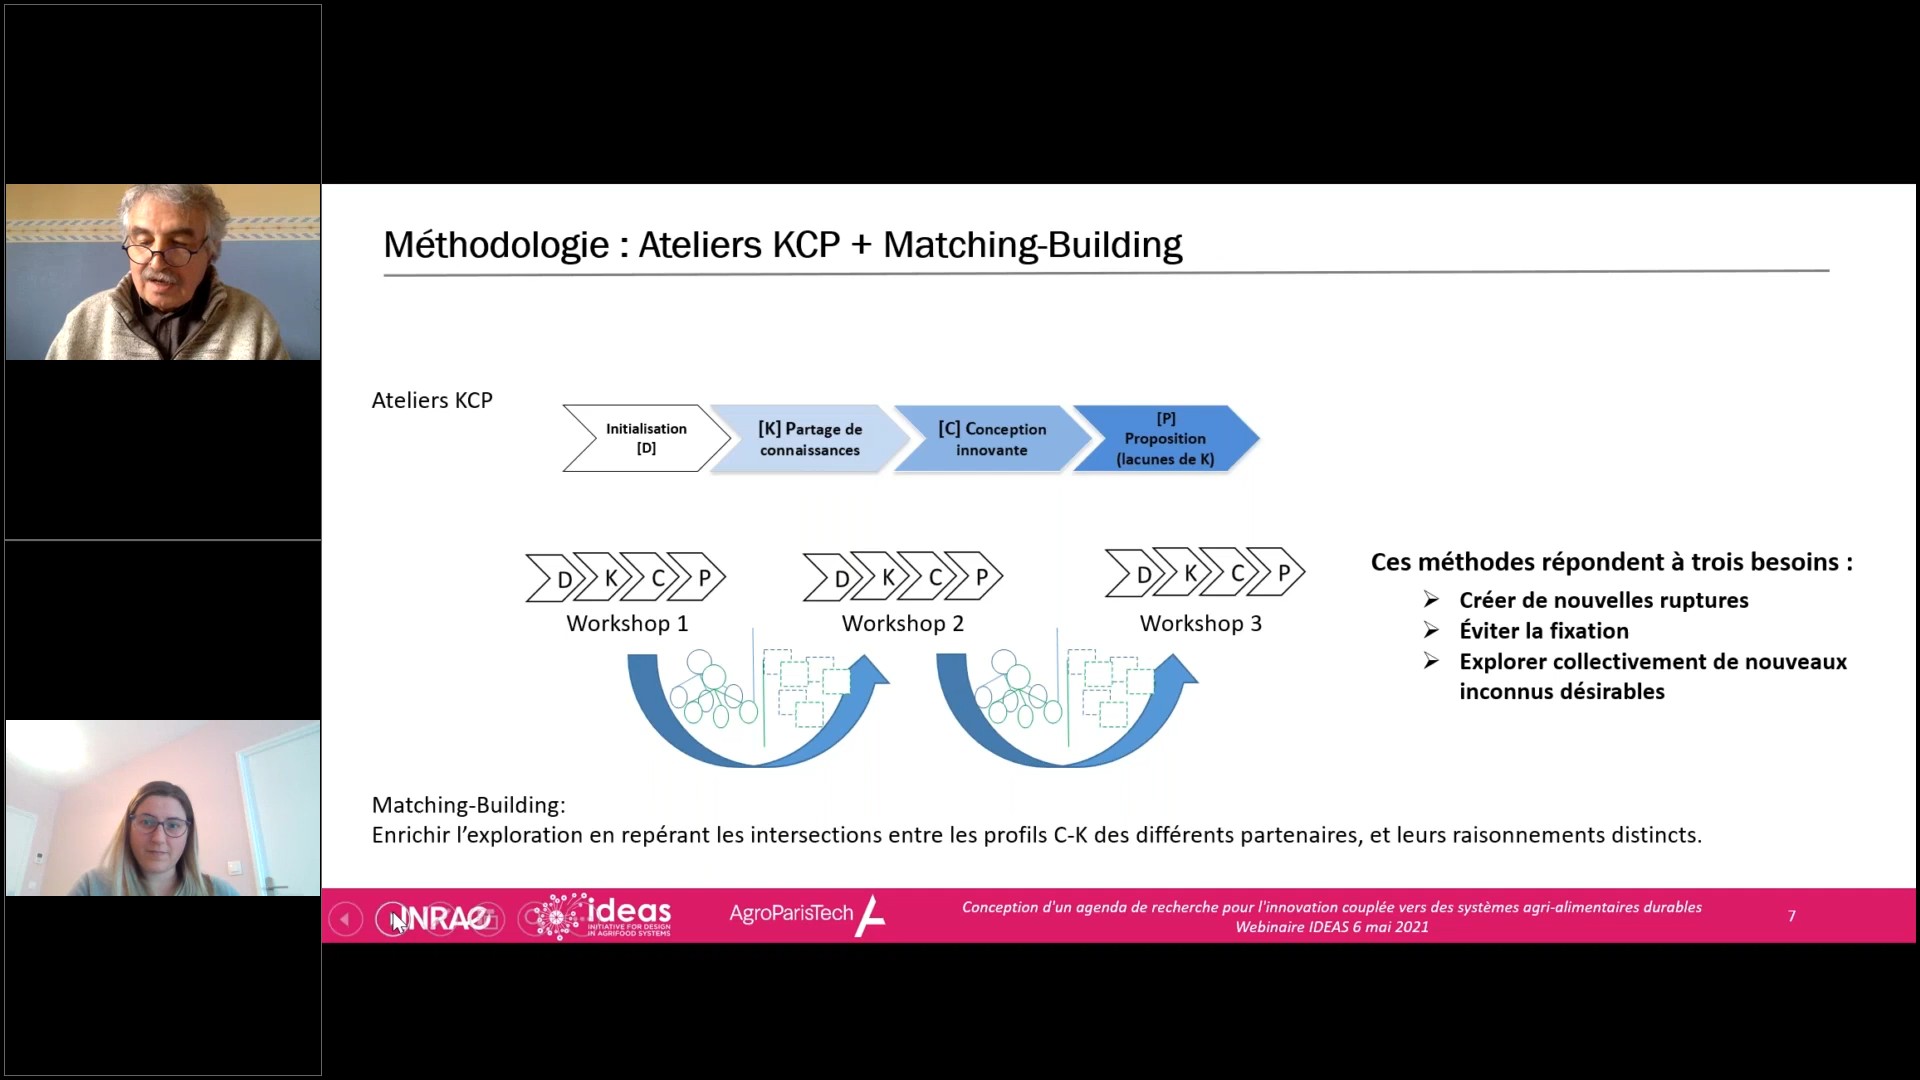 Méthodologie : Ateliers KCP + Matching-Building
Ateliers KCP
Initialisation
[D]
[K] Partage de
connaissances
[C] Conception
innovante
[P]
Proposition
(lacunes de K)
D K C P
Workshop 1
D K C P
Workshop 2
D K C P
Workshop 3
Ces méthodes répondent à trois besoins :
Créer de nouvelles ruptures
Éviter la fixation
Explorer collectivement de nouveaux
inconnus désirables
Matching-Building:
Enrichir l’exploration en repérant les intersections entre les profils C-K des différents partenaires, et leurs raisonnements distincts.
INRAE
ideas
INITIATIVE FOR DESIGN
IN AGRIFOOD SYSTEMS
AgroParisTech
Conception d'un agenda de recherche pour l'innovation couplée vers des systèmes agri-alimentaires durables
Webinaire IDEAS 6 mai 2021
7